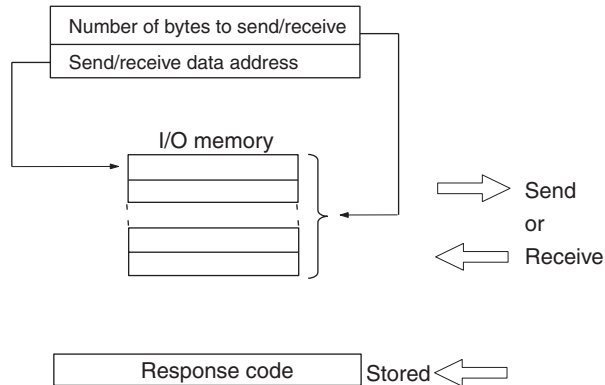 Number of bytes to send/receive
Send/receive data address
I/O memory
Send
or
Receive
Response code
Stored